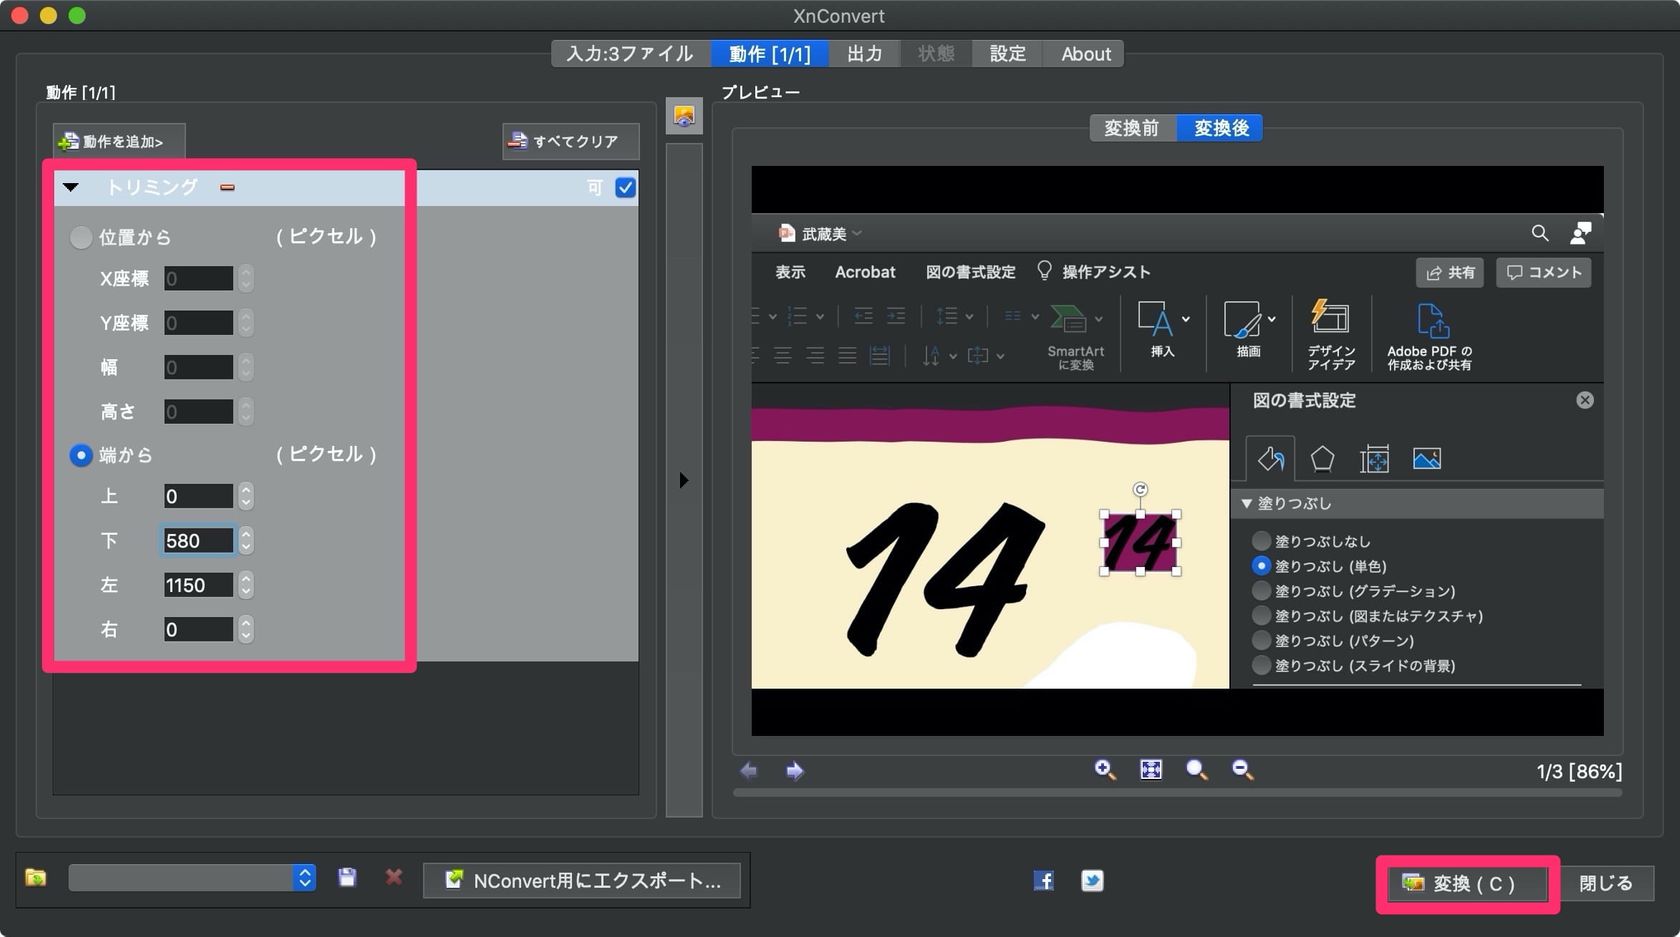 XnConvert
入力:3ファイル
動作 [1/1]
出力
状態
設定
About
動作 [1/1]
動作を追加>
すべてクリア
トリミング
可
位置から
( ピクセル )
X座標
0
Y座標
0
幅
0
高さ
0
端から
( ピクセル )
上
0
下
580
左
1150
右
0
プレビュー
変換前
変換後
武蔵美
表示
Acrobat
図の書式設定
操作アシスト
共有
コメント
SmartArt
に変換
挿入
描画
デザイン
アイデア
Adobe PDF の
作成および共有
14
14
図の書式設定
塗りつぶし
塗りつぶしなし
塗りつぶし (単色)
塗りつぶし (グラデーション)
塗りつぶし (図またはテクスチャ)
塗りつぶし (パターン)
塗りつぶし (スライドの背景)
1/3 [86%]
NConvert用にエクスポート...
変換 ( C )
閉じる